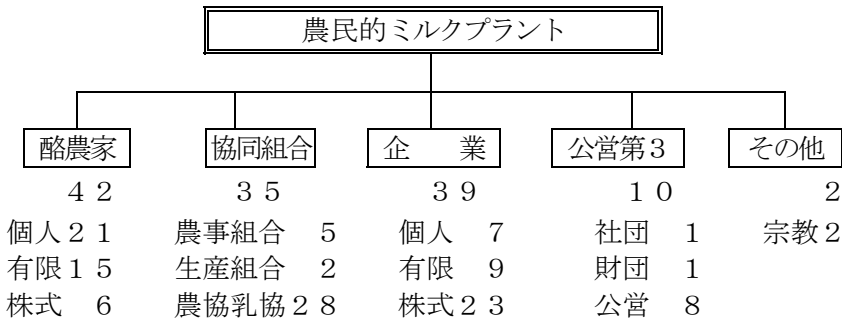 農民的ミルクプラント
酪農家 協同組合 企　業 公営第３ その他
４２ ３５ ３９ １０ ２
個人２１ 農事組合　５ 個人　７ 社団　１ 宗教２
有限１５ 生産組合　２ 有限　９ 財団　１
株式　６ 農協乳協２８ 株式２３ 公営　８